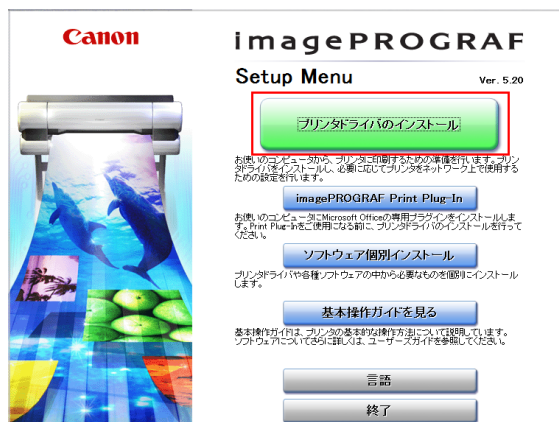 Canon
imagePROGRAF
Setup Menu
Ver. 5.20
プリンタドライバのインストール
お使いのコンピュータから、プリンタに印刷するための準備を行います。プリン
タドライバをインストールし、必要に応じてプリンタをネットワーク上で使用する
ための設定を行います。
imagePROGRAF Print Plug-In
お使いのコンピュータにMicrosoft Officeの専用プラグインをインストールしま
す。Print Plug-Inをご使用になる前に、プリンタドライバのインストールを行って
ください。
ソフトウェア個別インストール
プリンタドライバや各種ソフトウェアの中から必要なものを個別にインストール
します。
基本操作ガイドを見る
基本操作ガイドは、プリンタの基本的な操作方法について説明しています。
ソフトウェアについてさらに詳しくは、ユーザーズガイドを参照してください。
言語
終了